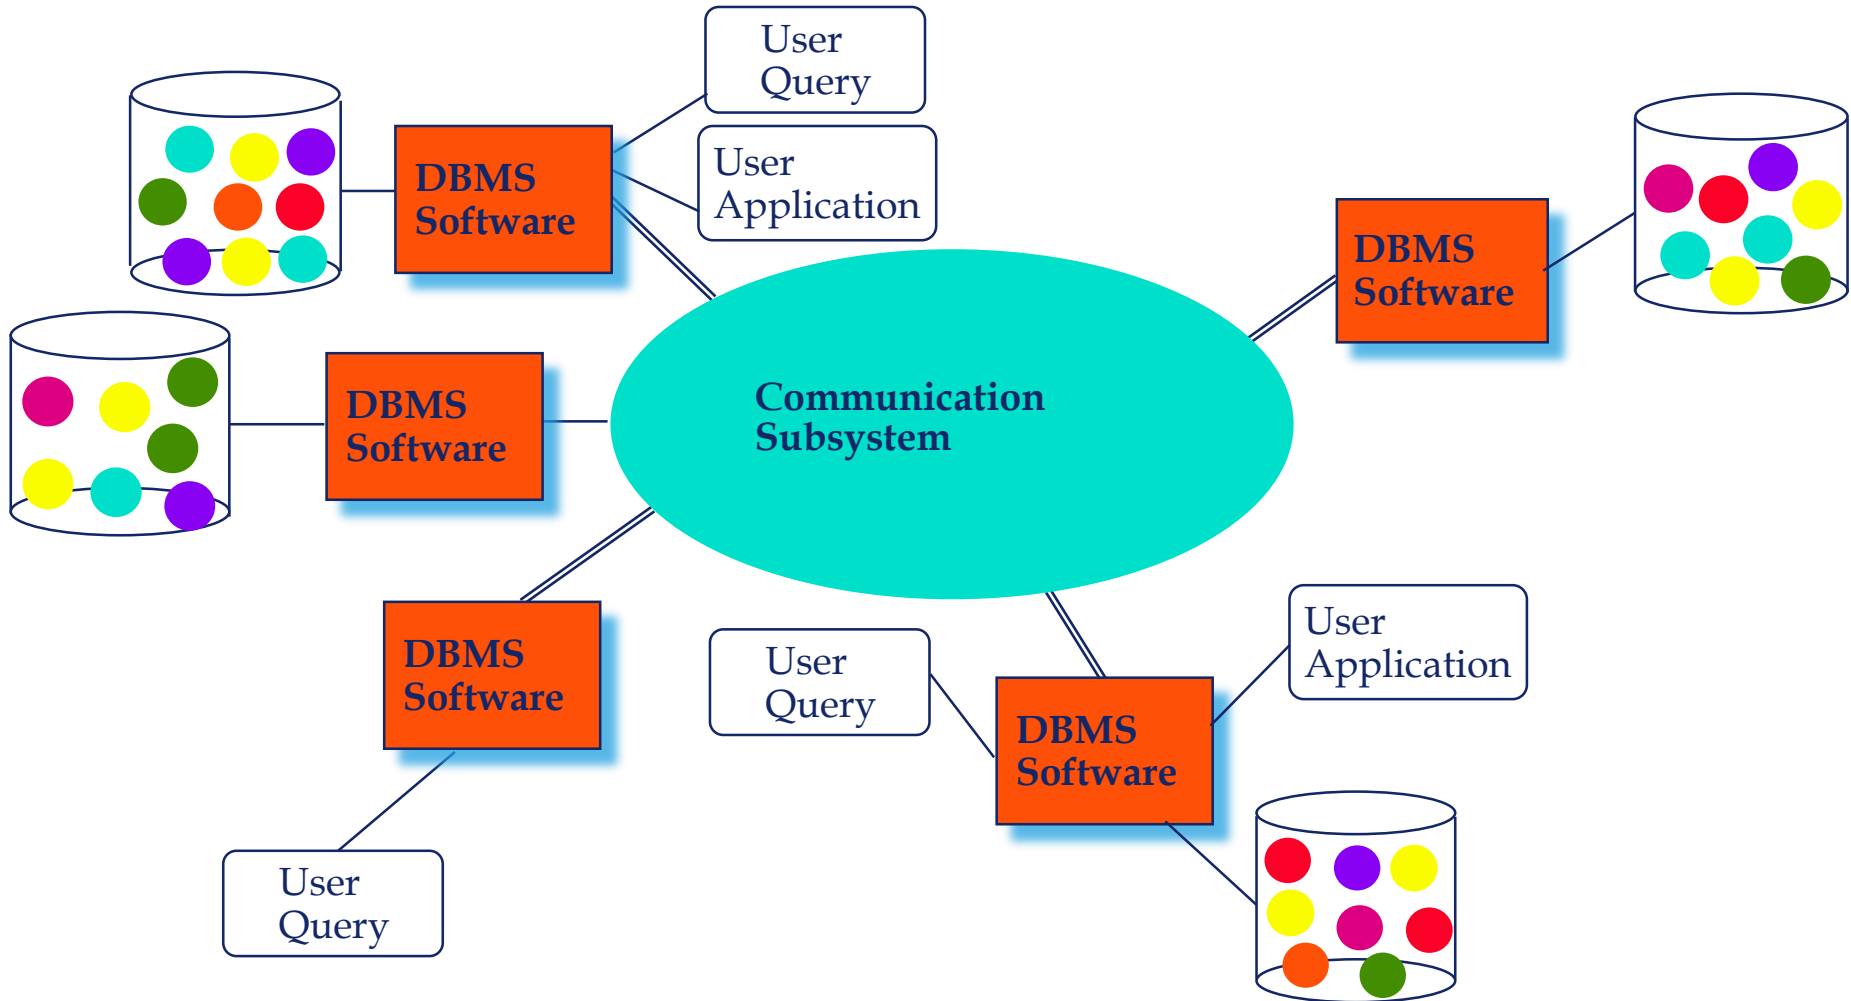 User
Query
User
Application
DBMS
Software
DBMS
Software
DBMS
Software
Communication
Subsystem
DBMS
Software
User
Query
User
Application
User
Query
DBMS
Software